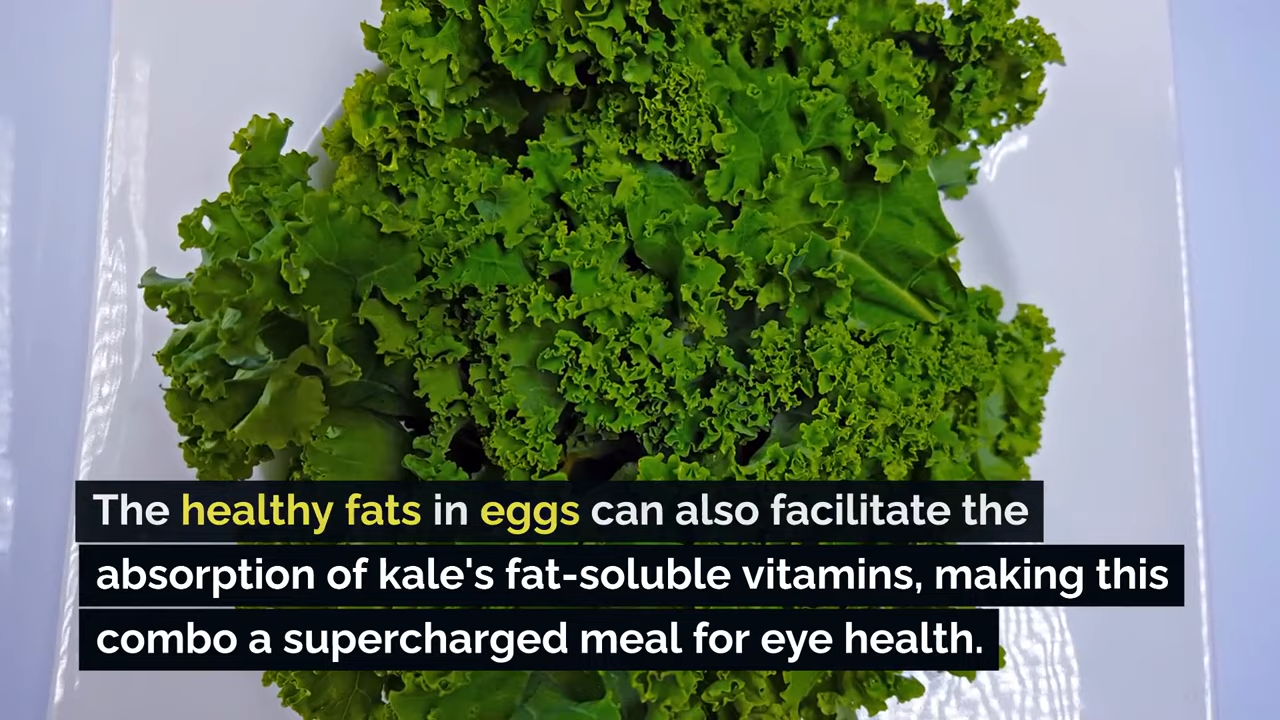 The healthy fats in eggs can also facilitate the
absorption of kale's fat-soluble vitamins, making this
combo a supercharged meal for eye health.